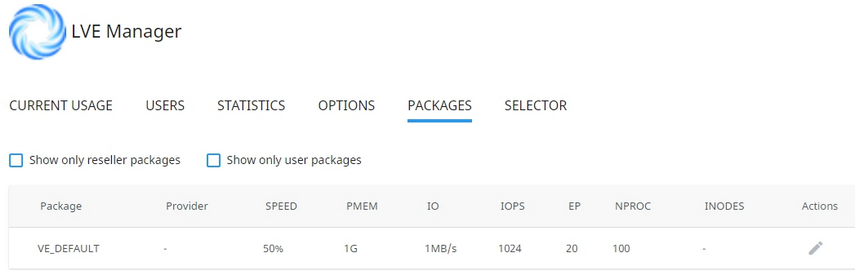 LVE Manager
CURRENT USAGE USERS STATISTICS OPTIONS PACKAGES SELECTOR
Show only reseller packages Show only user packages
Package Provider SPEED PMEM IO IOPS EP NPROC INODES Actions
VE_DEFAULT - 50% 1G 1MB/s 1024 20 100 -